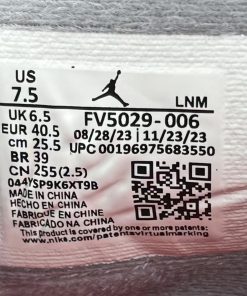 US
7.5
LNM
UK 6.5
FV5029-006
EUR 40.5
08/28/23 | 11/23/23
cm 25.5
UPC 00196975683550
BR 39
CN 255(2.5)
MADE IN CHINA
HECHO EN CHINA
FABRIQUÉ EN CHINE
FABRICADO NA CHINA
This product is covered by one or more patents:
www.nike.com/patentsvirtualmarking